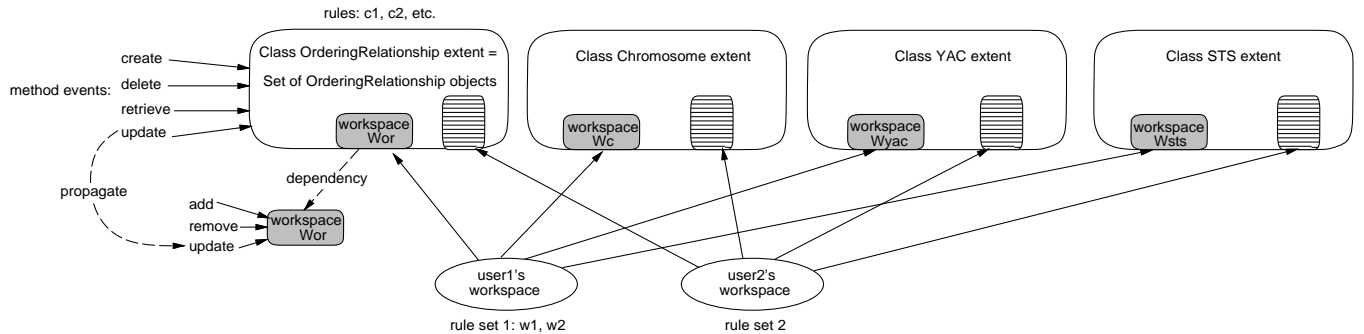 rules: c1, c2, etc.
Class OrderingRelationship extent =
Set of OrderingRelationship objects
Class Chromosome extent
Class YAC extent
Class STS extent
method events:
create
delete
retrieve
update
workspace
Wor
workspace
Wc
workspace
Wyac
workspace
Wsts
propagate
dependency
add
remove
update
workspace
Wor
user1's
workspace
user2's
workspace
rule set 1: w1, w2
rule set 2